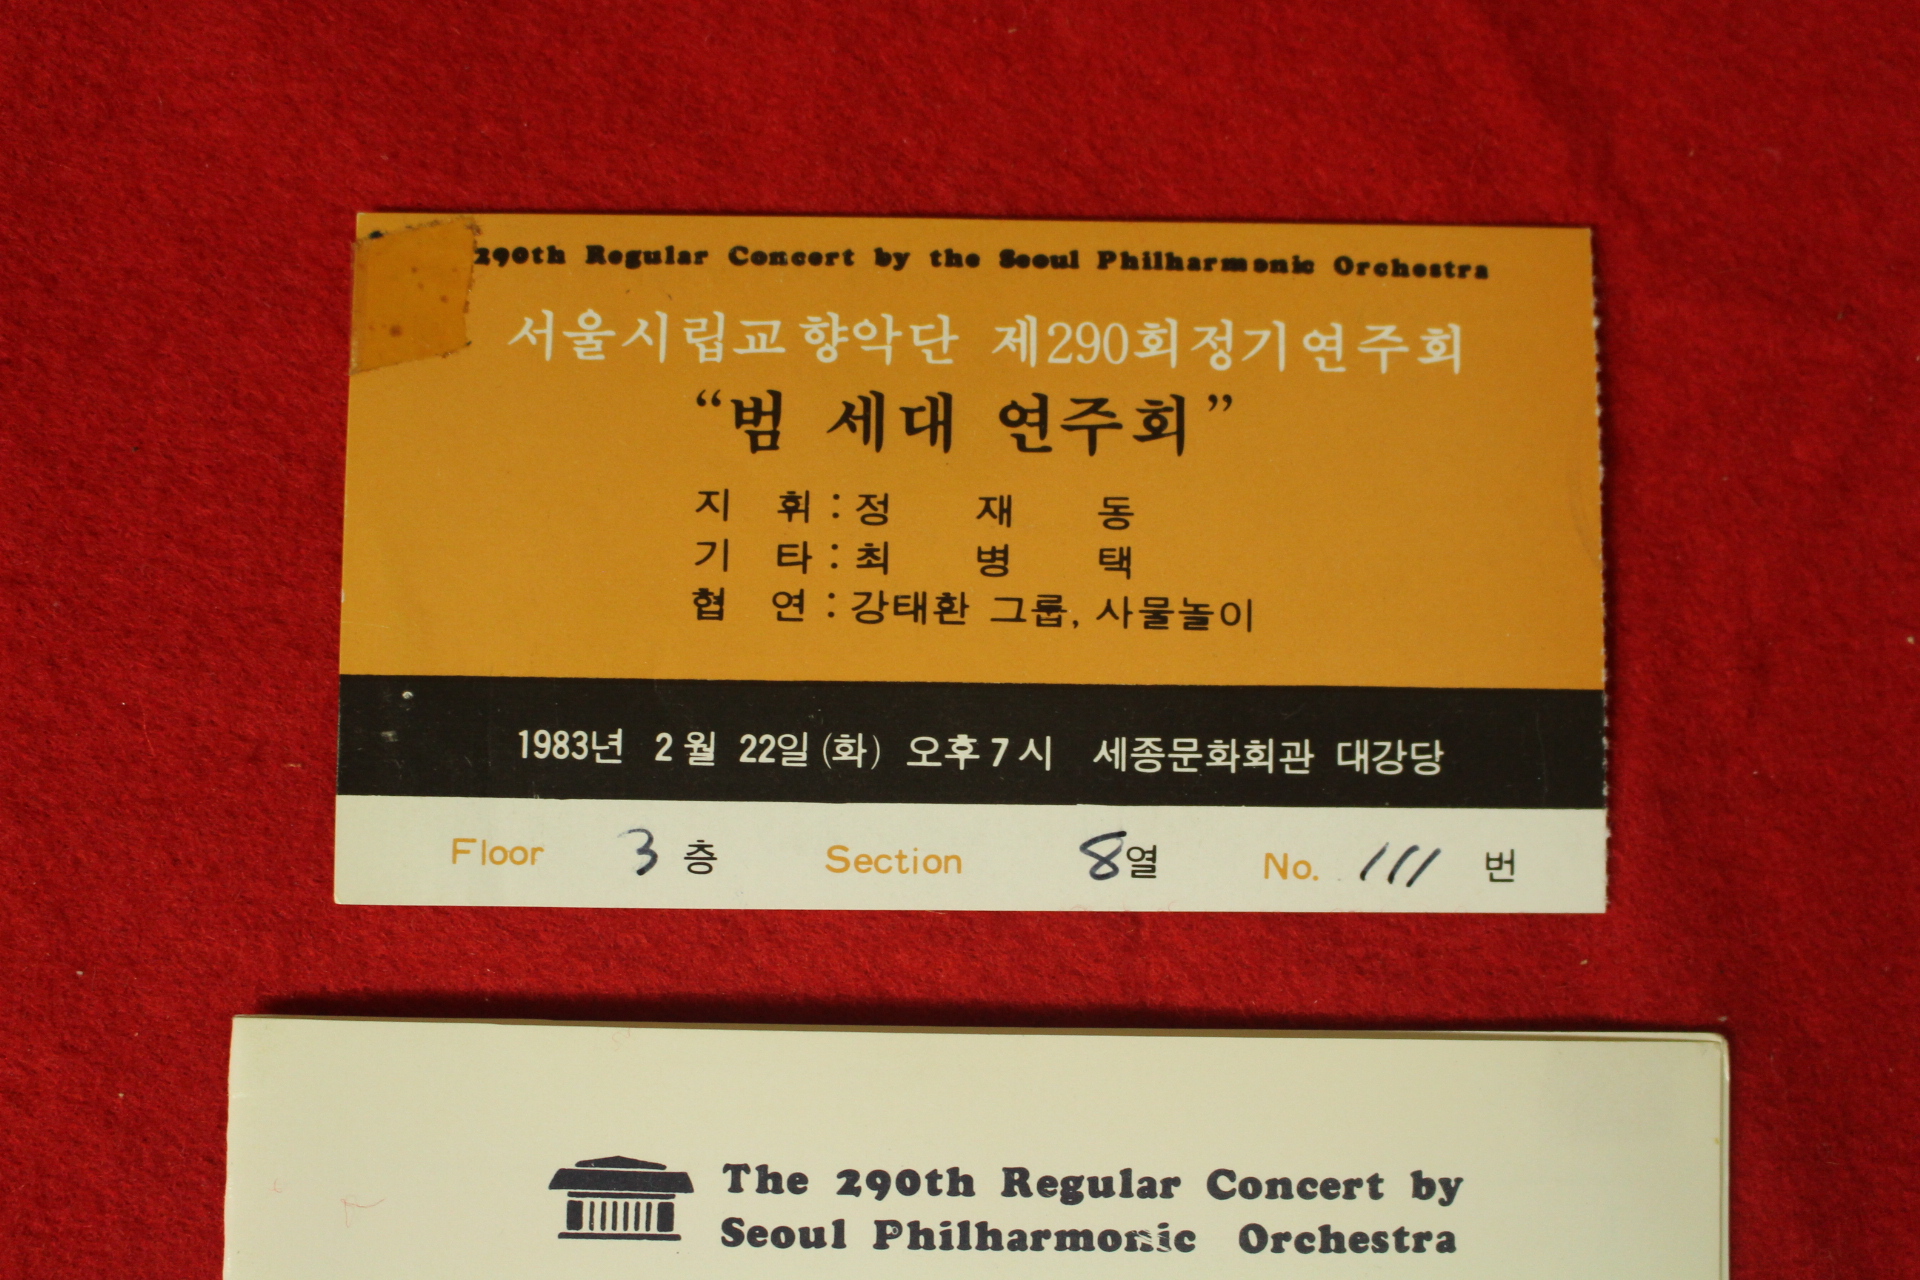 290th Regular Concert by the Seoul Philharmonic Orchestra
서울시립교향악단 제290회정기연주회
“범 세대 연주회”
지 휘 : 정 재 동
기 타 : 최 병 택
협 연 : 강태환 그룹, 사물놀이
1983년 2월 22일 (화) 오후 7시 세종문화회관 대강당
Floor 3 층 Section 8열 No. 111 번
The 290th Regular Concert by
Seoul Philharmonic Orchestra